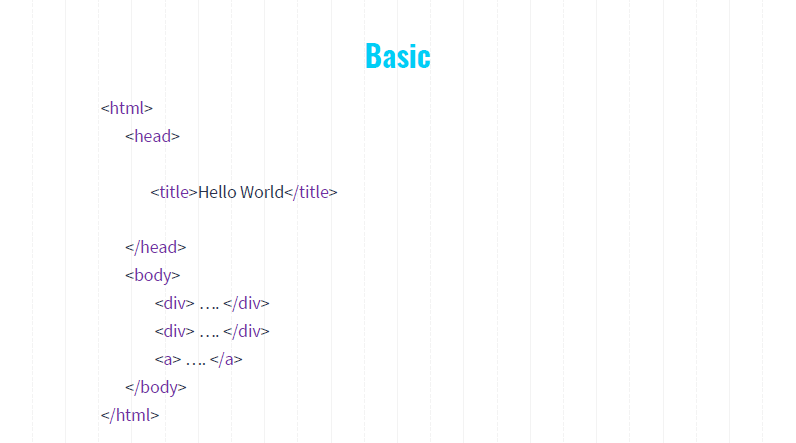 Basic
<html>
<head>
<title>Hello World</title>
</head>
<body>
<div> …. </div>
<div> …. </div>
<a> …. </a>
</body>
</html>